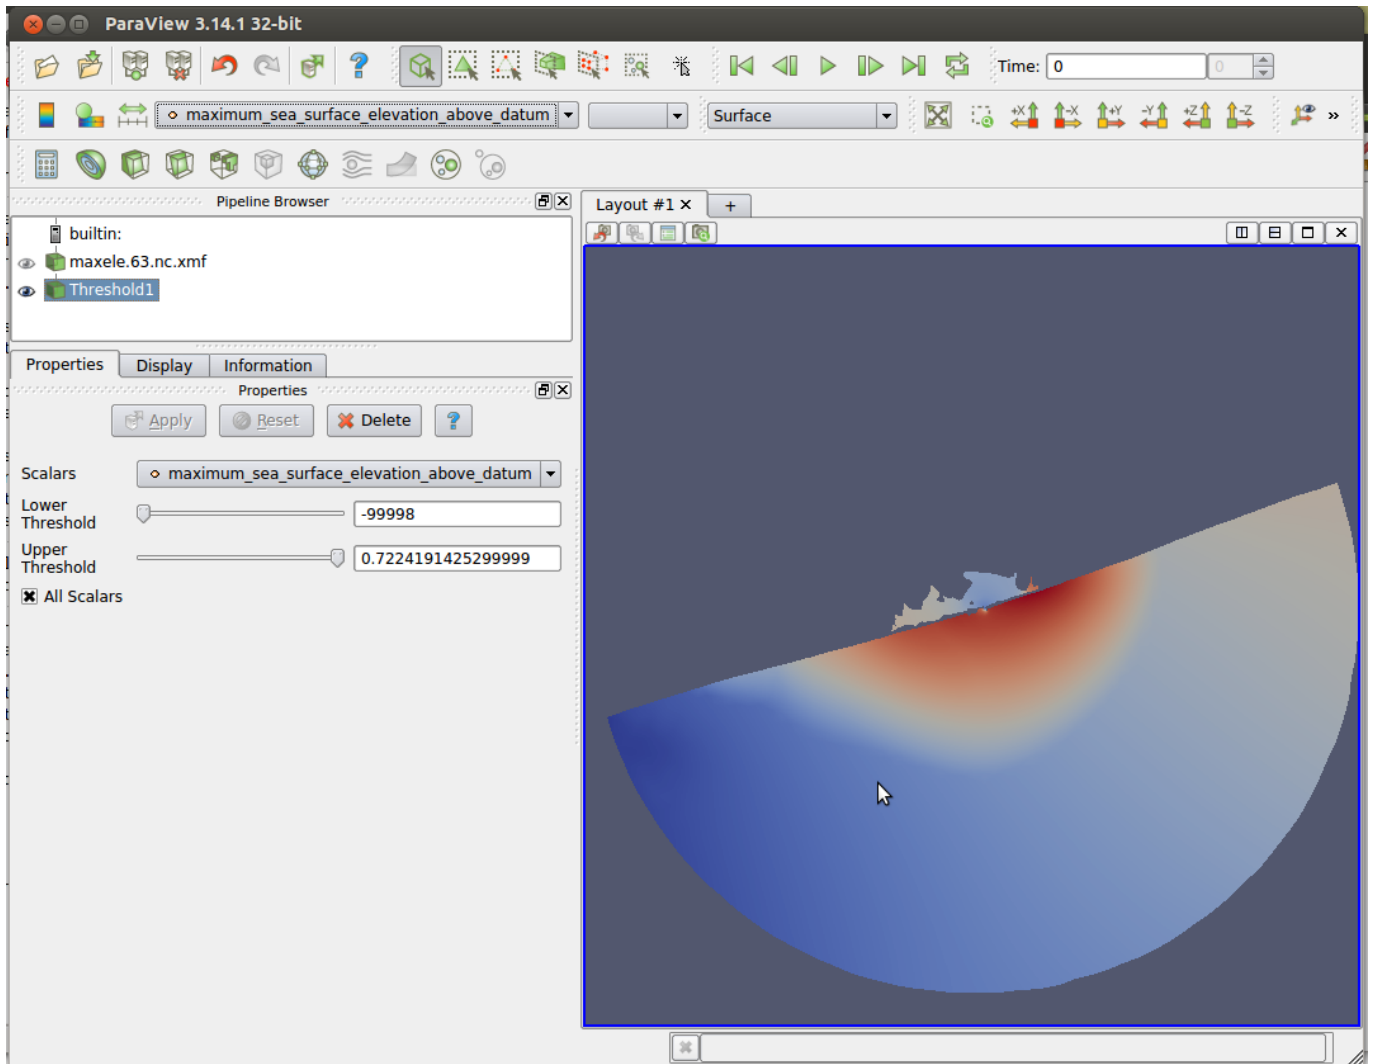 ParaView 3.14.1 32-bit
Time: 0 0
maximum_sea_surface_elevation_above_datum Surface +X -X +Y -Y +Z -Z »
Pipeline Browser
Layout #1 +
builtin:
maxele.63.nc.xmf
Threshold1
Properties Display Information
Properties
Apply Reset Delete ?
Scalars maximum_sea_surface_elevation_above_datum
Lower Threshold -99998
Upper Threshold 0.7224191425299999
All Scalars